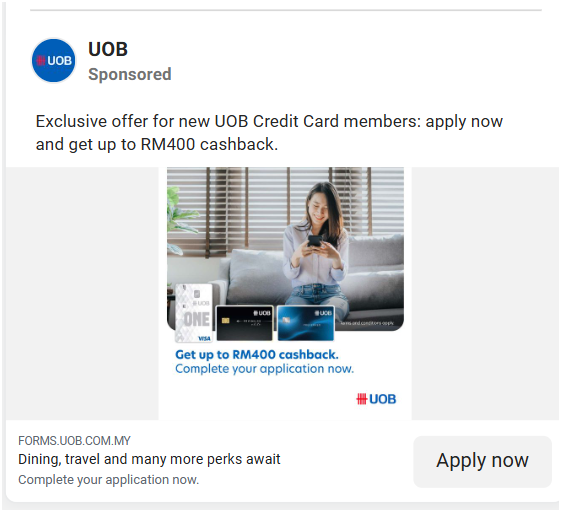 UOB
UOB
Sponsored
Exclusive offer for new UOB Credit Card members: apply now
and get up to RM400 cashback.
UOB
ONE
VISA
UOB
UOB
Terms and conditions apply
Get up to RM400 cashback.
Complete your application now.
UOB
FORMS.UOB.COM.MY
Dining, travel and many more perks await
Complete your application now.
Apply now